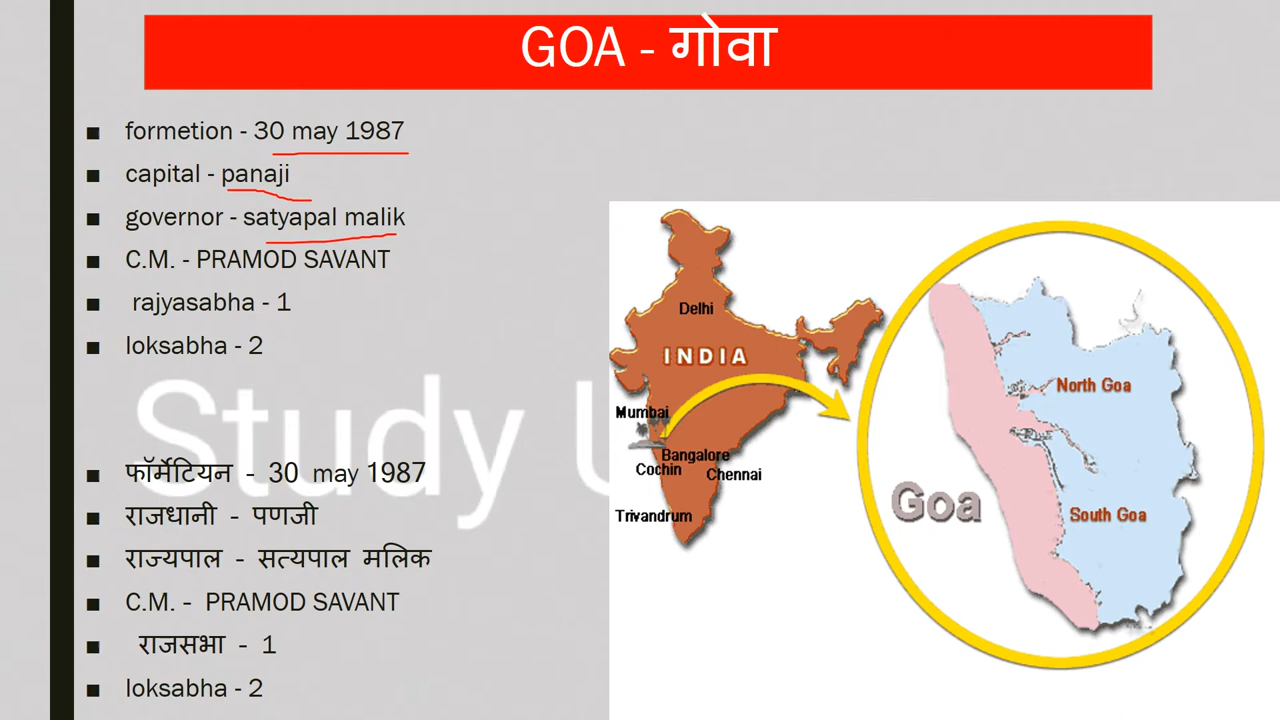 GOA - गोवा
formetion - 30 may 1987
capital - panaji
governor - satyapal malik
C.M. - PRAMOD SAVANT
rajyasabha - 1
loksabha - 2
फॉर्मेटियन - 30 may 1987
राजधानी - पणजी
राज्यपाल - सत्यपाल मलिक
C.M. - PRAMOD SAVANT
राजसभा - 1
loksabha - 2
Study
Delhi
INDIA
Mumbai
Bangalore
Cochin
Chennai
Trivandrum
North Goa
Goa
South Goa